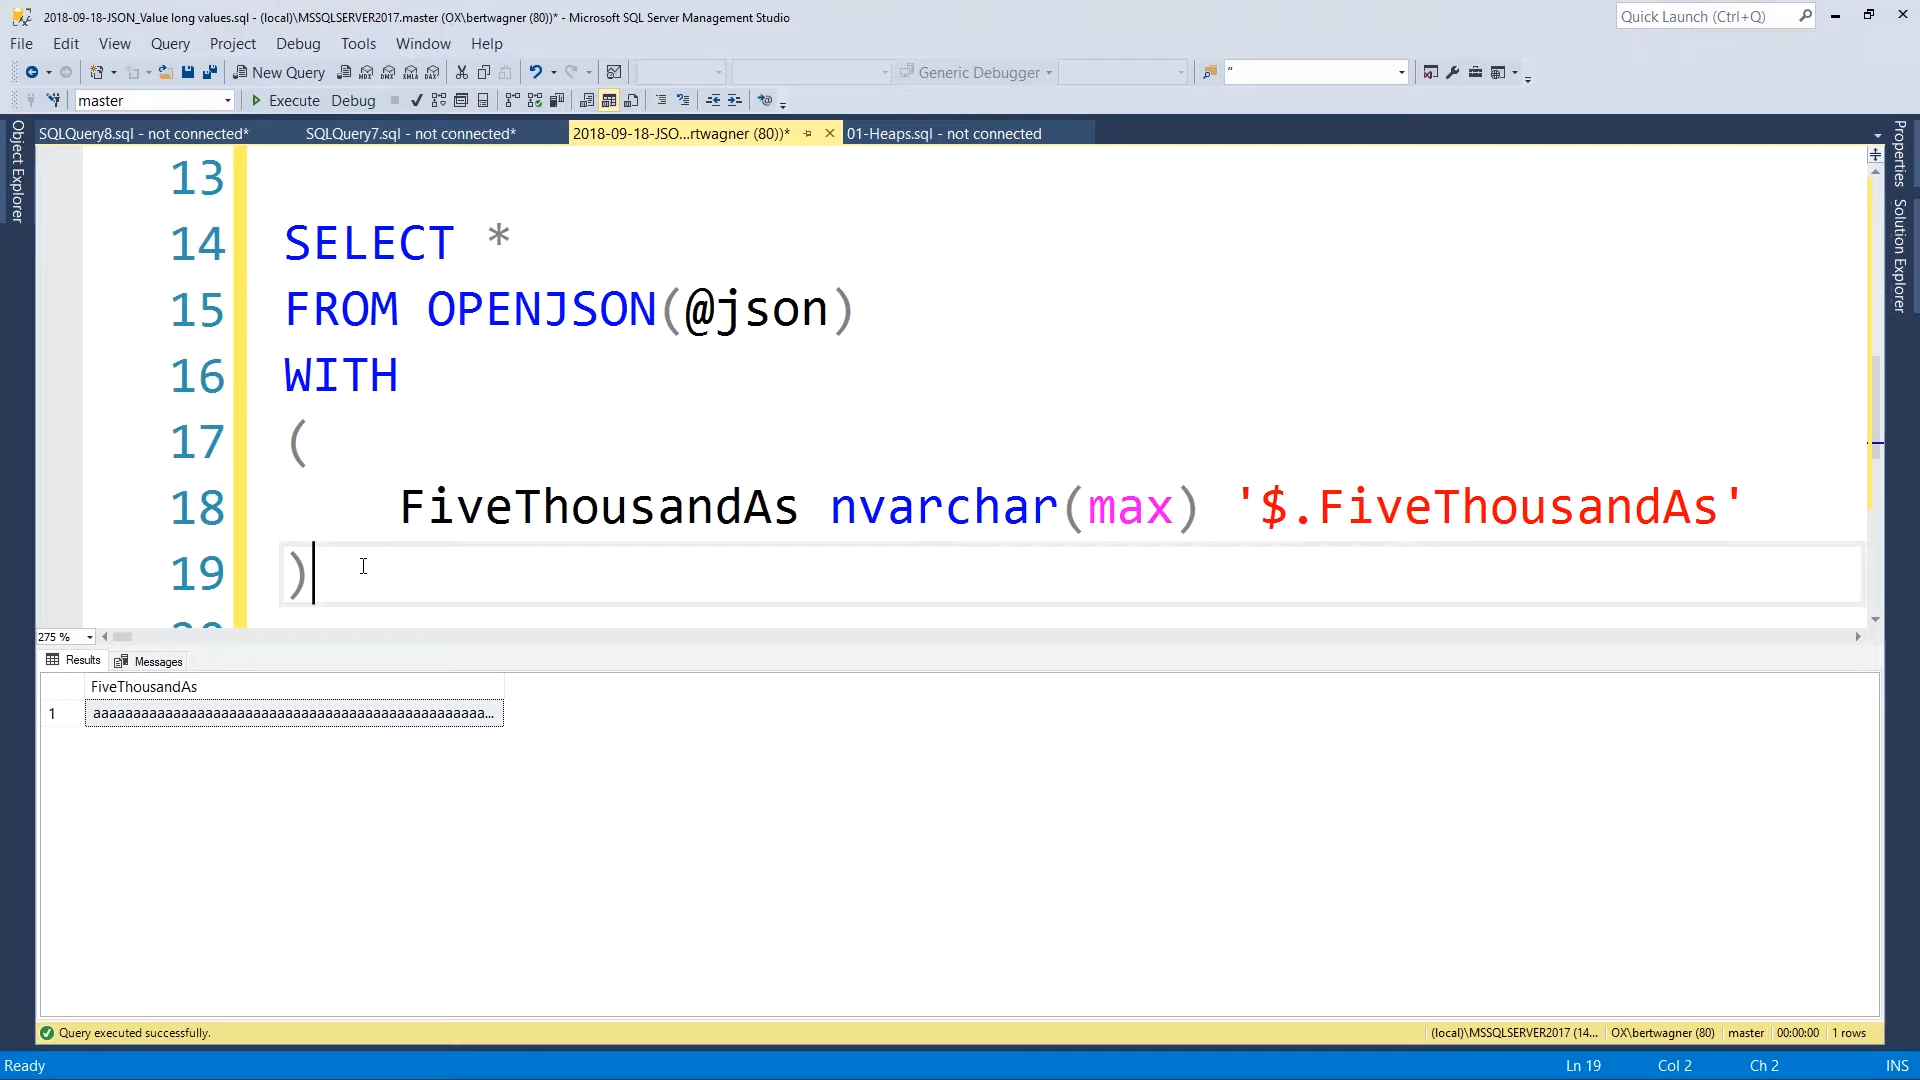 2018-09-18-JSON_Value long values.sql - (local)\MSSQLSERVER2017.master (OX\bertwagner (80))* - Microsoft SQL Server Management Studio
Quick Launch (Ctrl+Q)
File Edit View Query Project Debug Tools Window Help
New Query
Generic Debugger
"
master
Execute Debug
SQLQuery8.sql - not connected*
SQLQuery7.sql - not connected*
2018-09-18-JSO...rtwagner (80))*
01-Heaps.sql - not connected
Object Explorer
Properties
Solution Explorer
13
14 SELECT *
15 FROM OPENJSON(@json)
16 WITH
17 (
18 FiveThousandAs nvarchar(max) '$.FiveThousandAs'
19 )
275 %
Results Messages
FiveThousandAs
1 aaaaaaaaaaaaaaaaaaaaaaaaaaaaaaaaaaaaaaaaaaaaaaaaa...
Query executed successfully.
(local)\MSSQLSERVER2017 (14... OX\bertwagner (80) master 00:00:00 1 rows
Ready
Ln 19 Col 2 Ch 2 INS